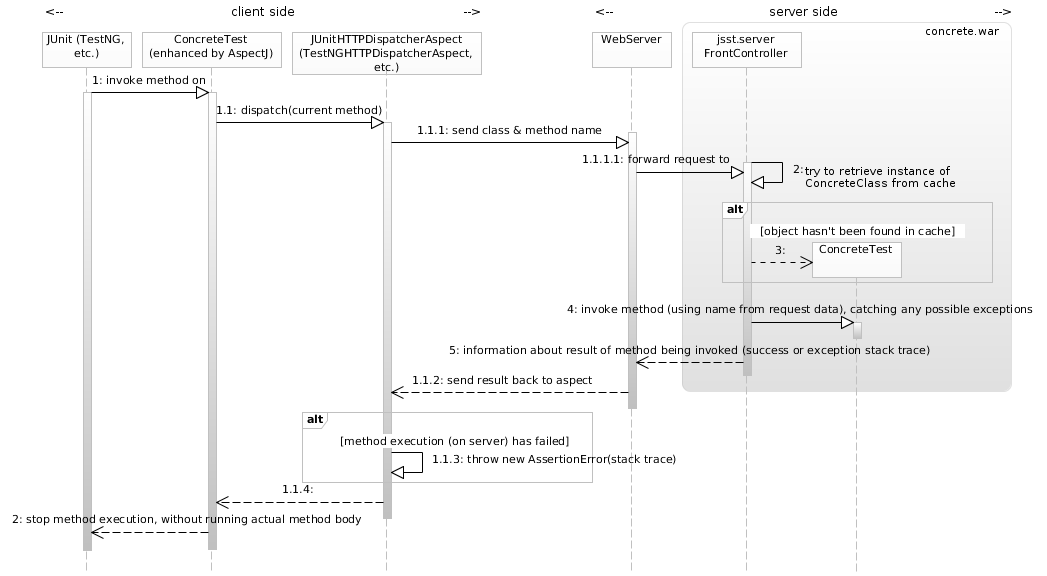 <-- client side -->
<-- server side -->
concrete.war
JUnit (TestNG,
etc.)
ConcreteTest
(enhanced by AspectJ)
JUnitHTTPDispatcherAspect
(TestNGHTTPDispatcherAspect,
etc.)
WebServer
jsst.server
FrontController
1: invoke method on
1.1: dispatch(current method)
1.1.1: send class & method name
1.1.1.1: forward request to
2:try to retrieve instance of
ConcreteClass from cache
alt
[object hasn't been found in cache]
3:
ConcreteTest
4: invoke method (using name from request data), catching any possible exceptions
5: information about result of method being invoked (success or exception stack trace)
1.1.2: send result back to aspect
alt
[method execution (on server) has failed]
1.1.3: throw new AssertionError(stack trace)
1.1.4:
2: stop method execution, without running actual method body